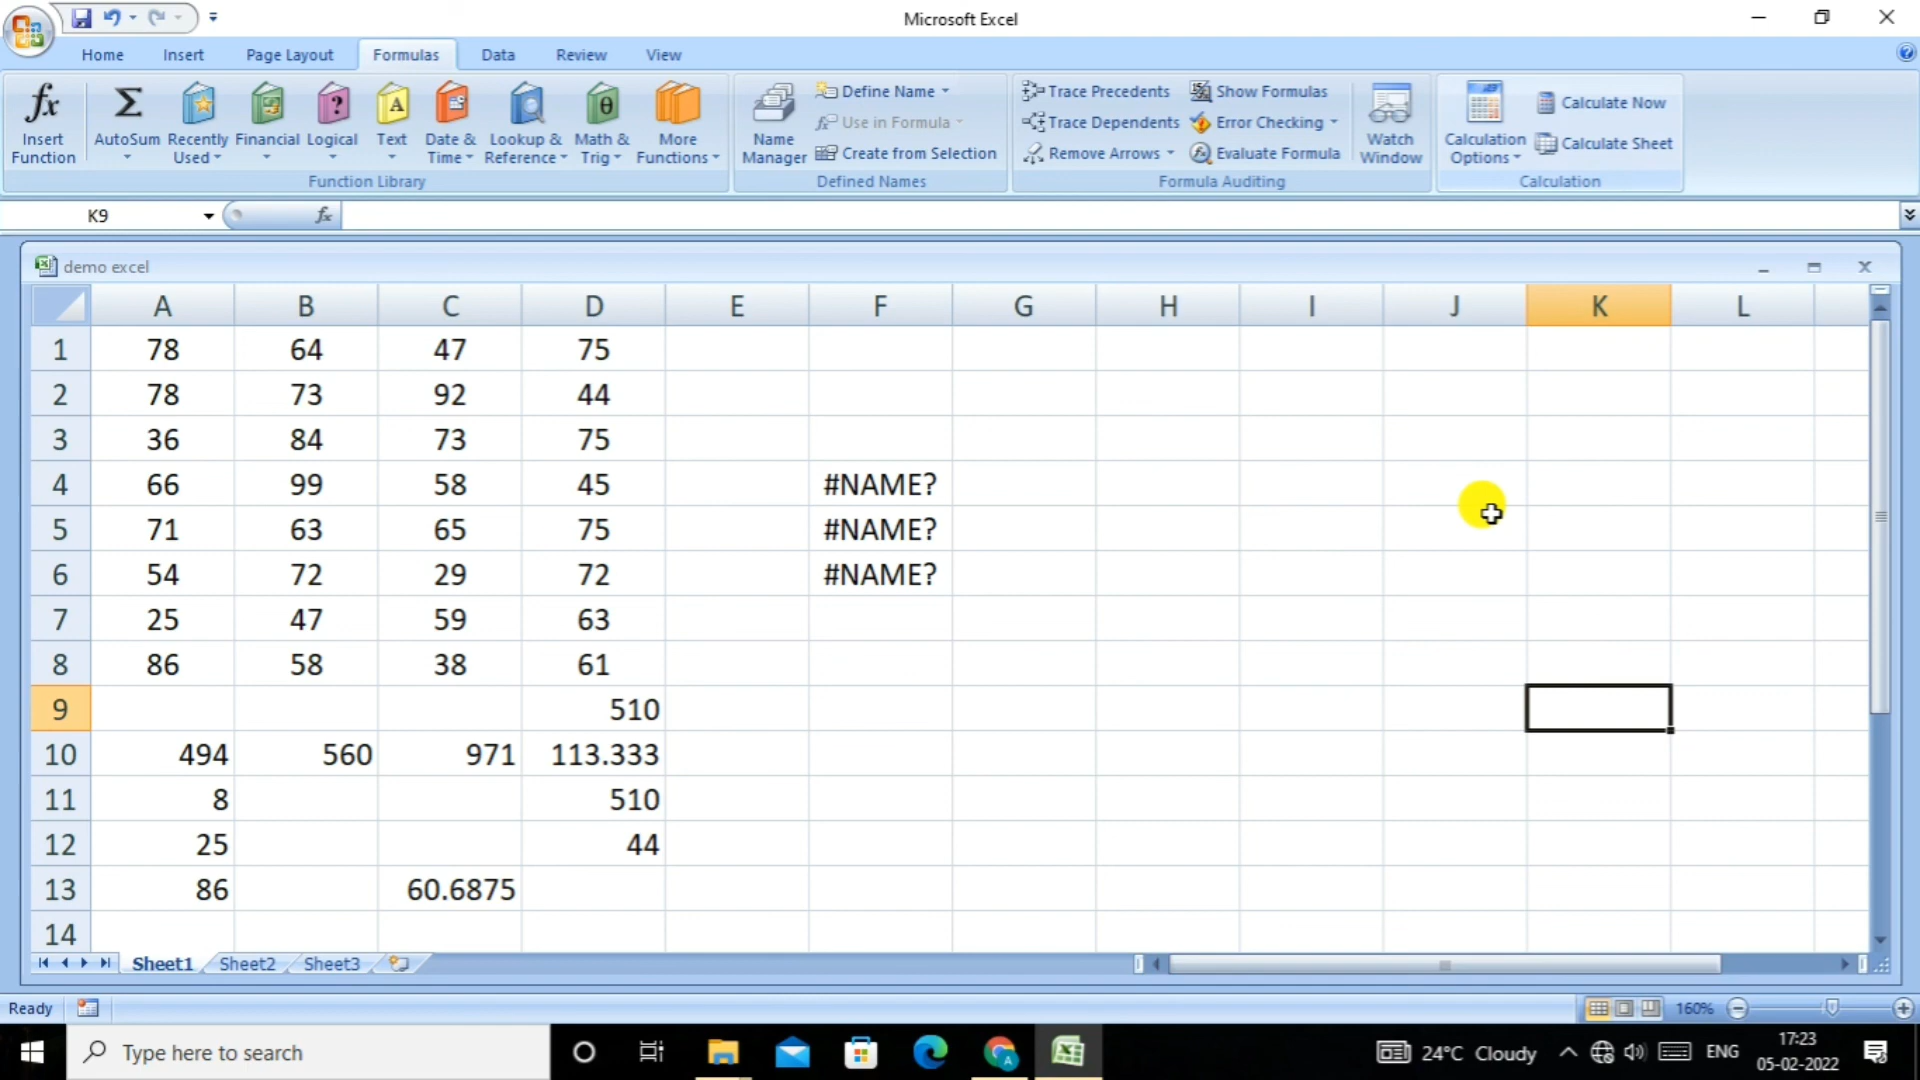 Microsoft Excel
Home Insert Page Layout Formulas Data Review View
fx Σ ? A θ
Insert Function
AutoSum
Recently Used
Financial
Logical
Text
Date & Time
Lookup & Reference
Math & Trig
More Functions
Function Library
Name Manager
Define Name
Use in Formula
Create from Selection
Defined Names
Trace Precedents
Trace Dependents
Remove Arrows
Show Formulas
Error Checking
Evaluate Formula
Watch Window
Formula Auditing
Calculation Options
Calculate Now
Calculate Sheet
Calculation
K9 fx
demo excel
A B C D E F G H I J K L
1 78 64 47 75
2 78 73 92 44
3 36 84 73 75
4 66 99 58 45 #NAME?
5 71 63 65 75 #NAME?
6 54 72 29 72 #NAME?
7 25 47 59 63
8 86 58 38 61
9 510
10 494 560 971 113.333
11 8 510
12 25 44
13 86 60.6875
14
Sheet1 Sheet2 Sheet3
Ready 160%
Type here to search
24°C Cloudy ENG
17:23
05-02-2022